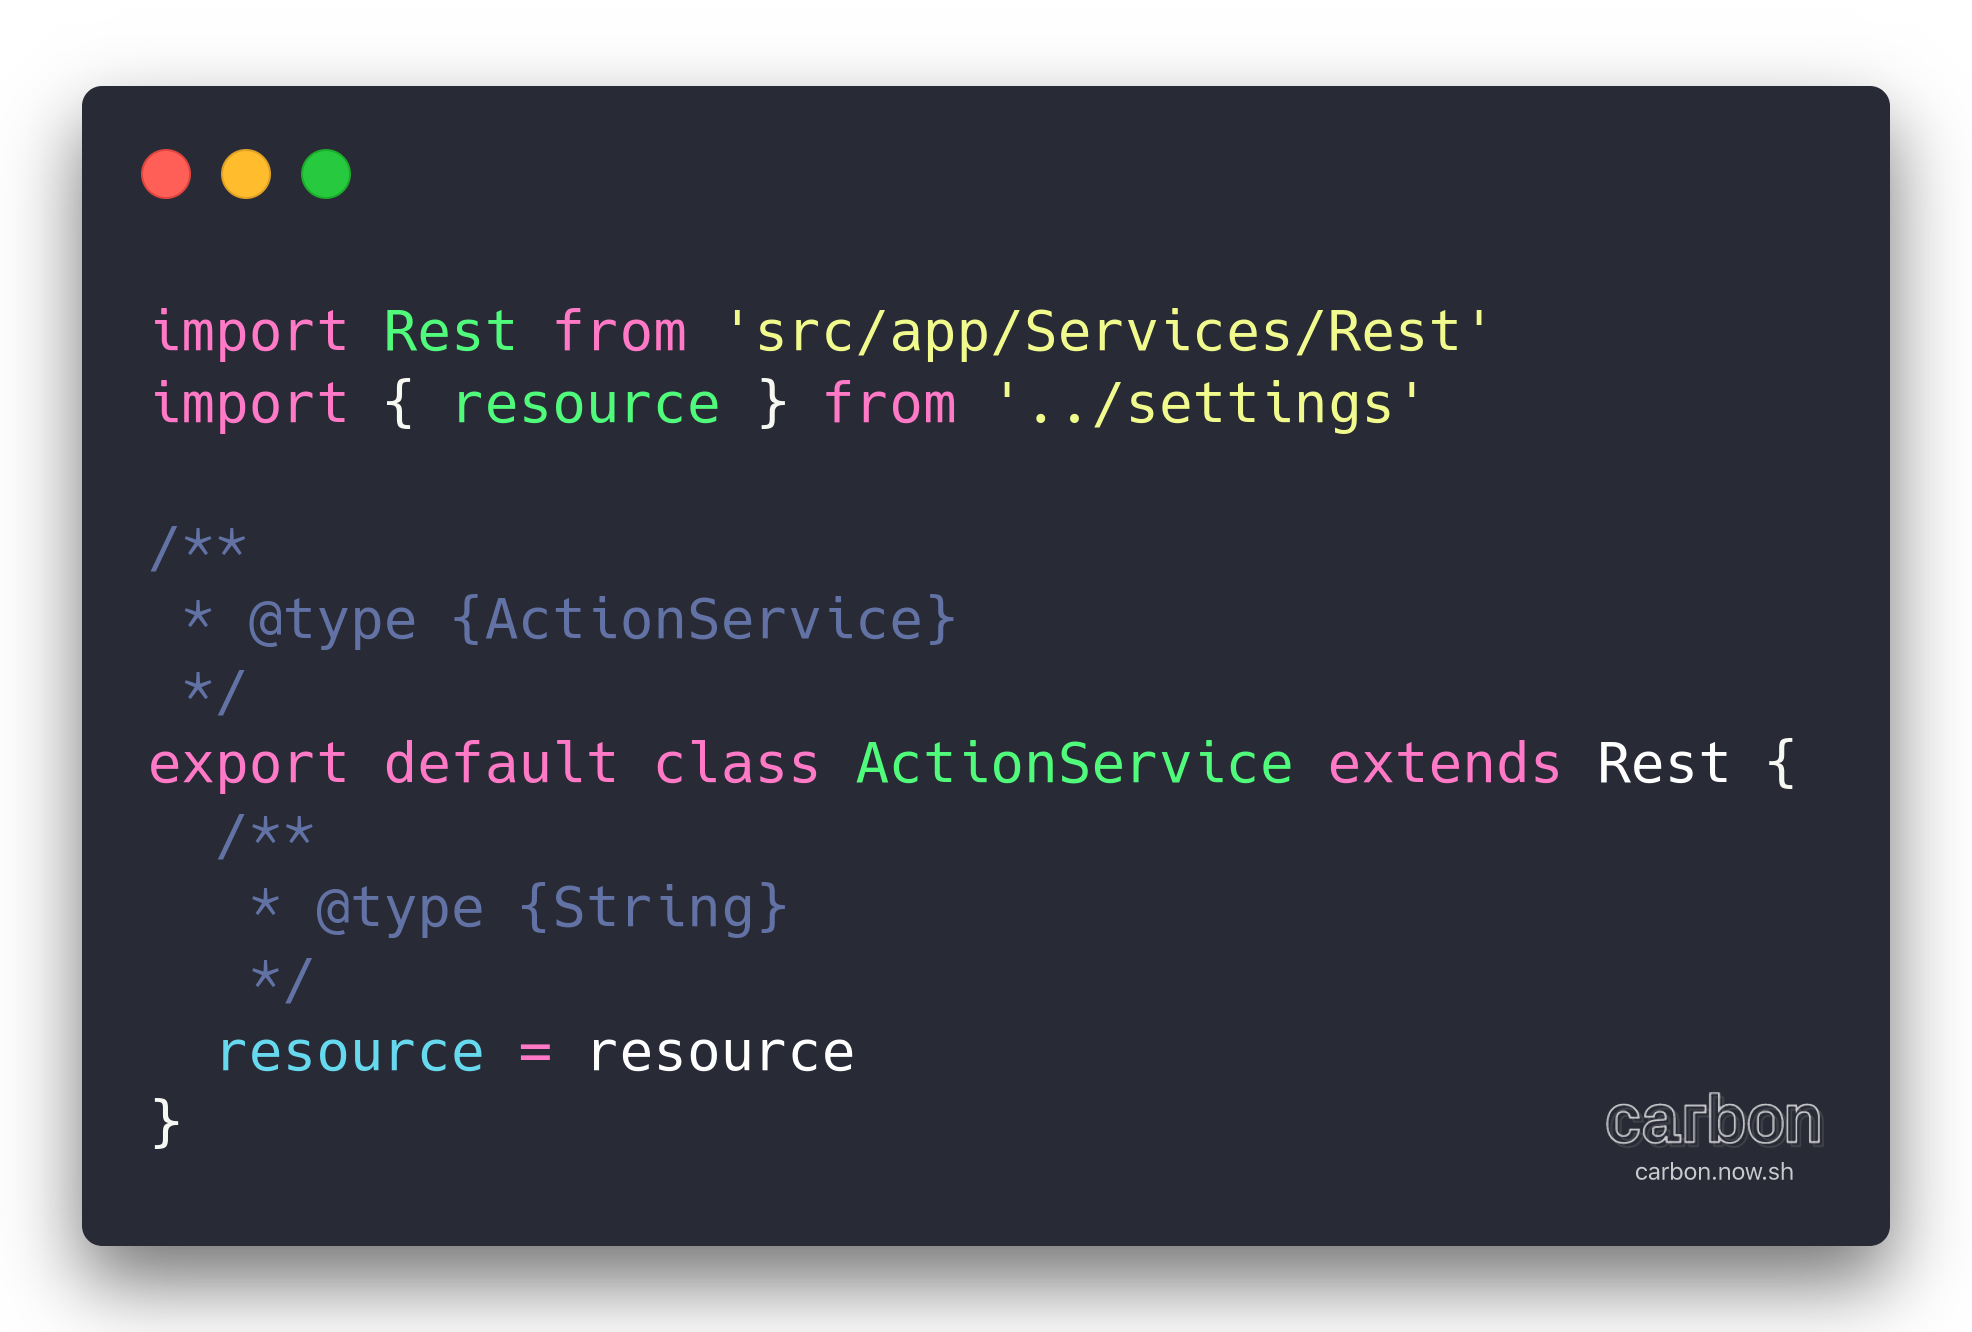 import Rest from 'src/app/Services/Rest'
import { resource } from '../settings'

/**
 * @type {ActionService}
 */
export default class ActionService extends Rest {
  /**
   * @type {String}
   */
  resource = resource
}
carbon
carbon.now.sh